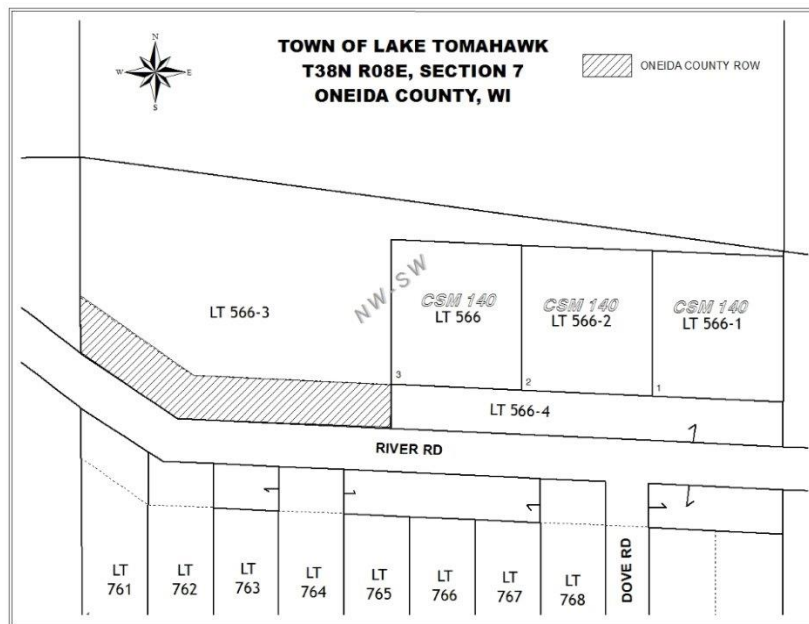 N
W E
S
TOWN OF LAKE TOMAHAWK
T38N R08E, SECTION 7
ONEIDA COUNTY, WI
ONEIDA COUNTY ROW
NW-SW
LT 566-3
CSM 140
LT 566
CSM 140
LT 566-2
CSM 140
LT 566-1
3
2
1
LT 566-4
RIVER RD
LT
761
LT
762
LT
763
LT
764
LT
765
LT
766
LT
767
LT
768
DOVE RD